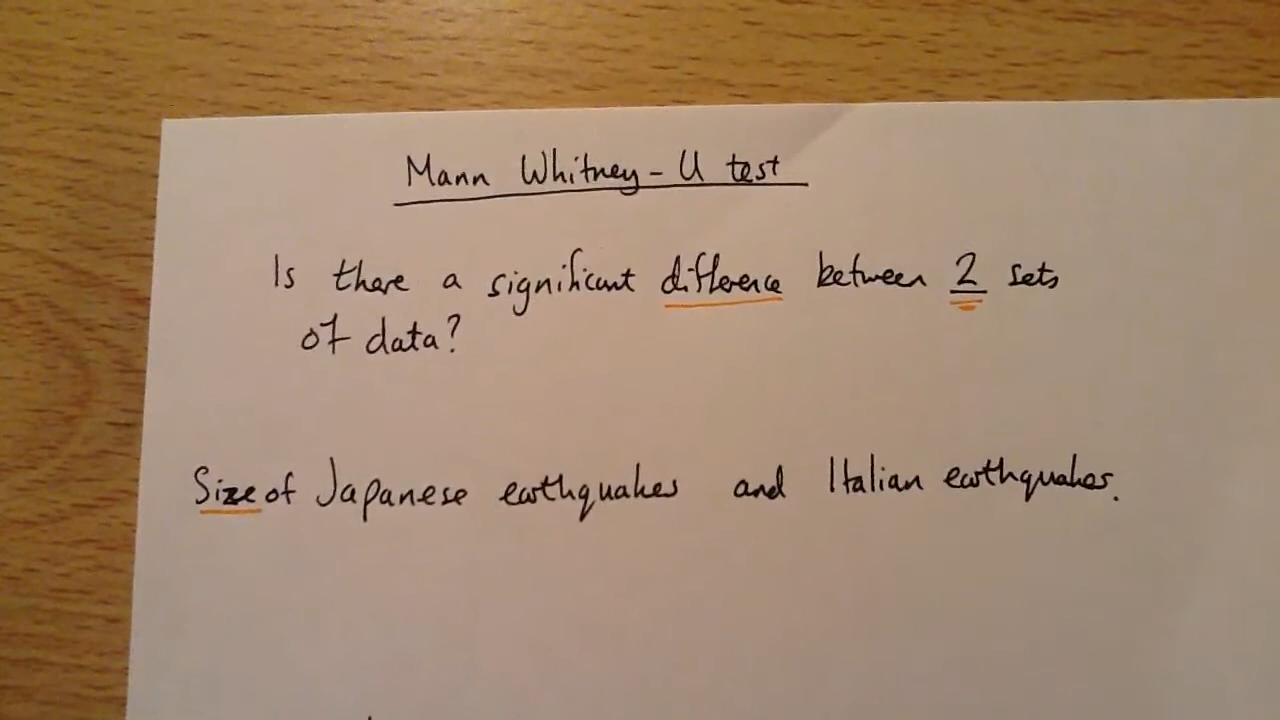 Mann Whitney - U test
Is there a significant difference between 2 sets
of data?
Size of Japanese earthquakes and Italian earthquakes.